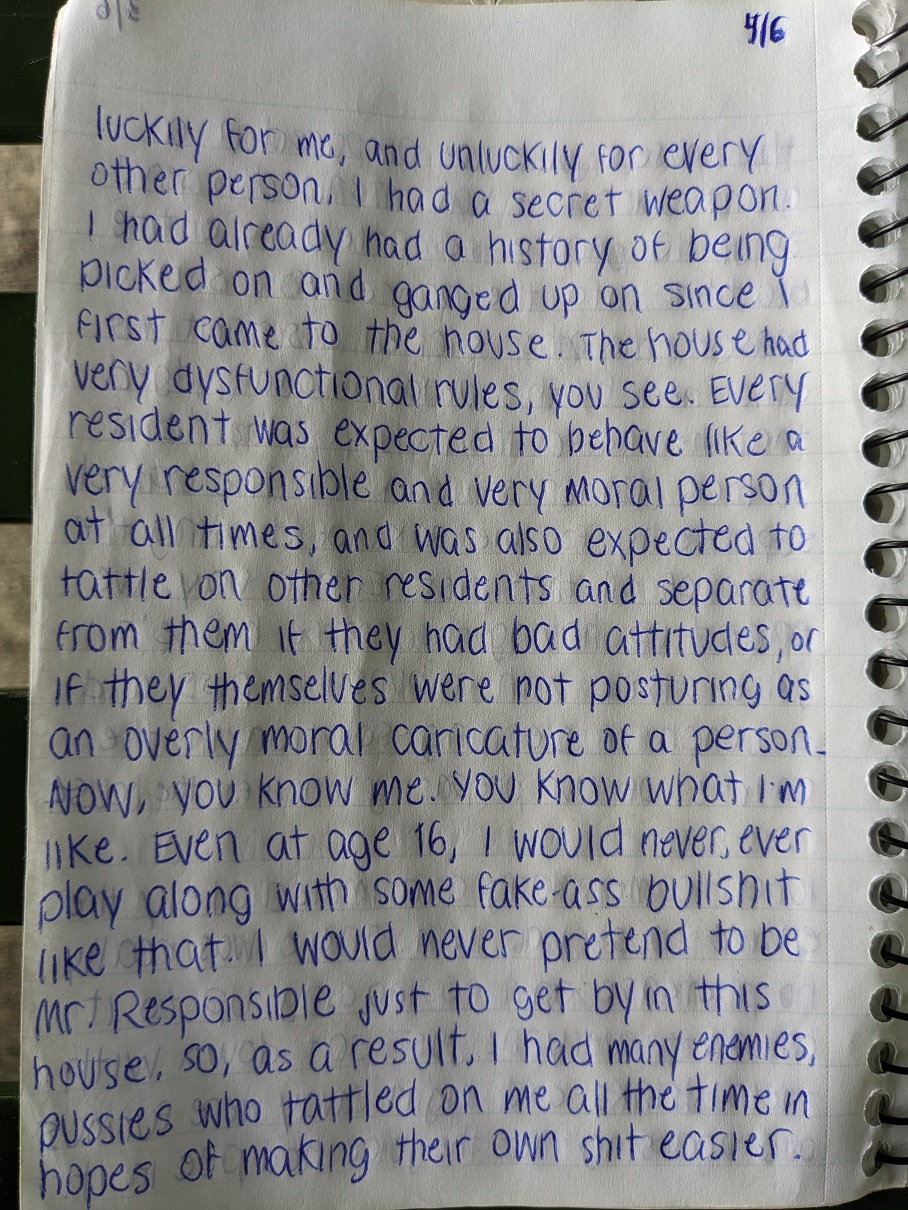 4/6
luckily for me, and unluckily for every
other person, I had a secret weapon.
I had already had a history of being
picked on and ganged up on since I
first came to the house. The house had
very dysfunctional rules, you see. Every
resident was expected to behave like a
very responsible and very moral person
at all times, and was also expected to
tattle on other residents and separate
from them if they had bad attitudes, or
if they themselves were not posturing as
an overly moral caricature of a person.
Now, you know me. You know what I'm
like. Even at age 16, I would never, ever
play along with some fake-ass bullshit
like that. I would never pretend to be
Mr. Responsible just to get by in this
house. So, as a result, I had many enemies,
pussies who tattled on me all the time in
hopes of making their own shit easier.